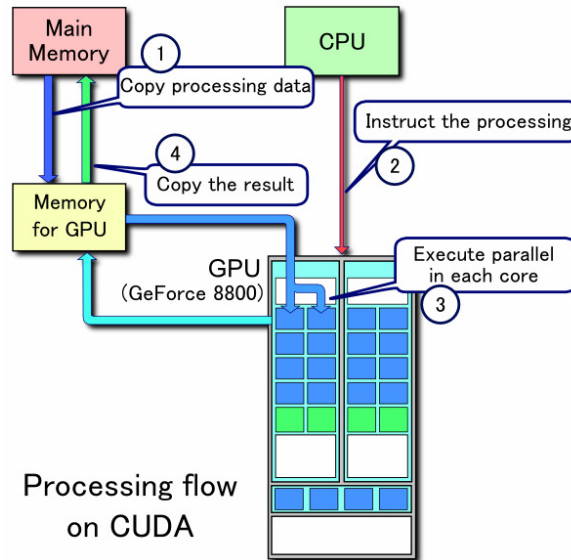 Main
Memory
CPU
1
Copy processing data
Instruct the processing
2
4
Copy the result
Memory
for GPU
GPU
(GeForce 8800)
Execute parallel
in each core
3
Processing flow
on CUDA